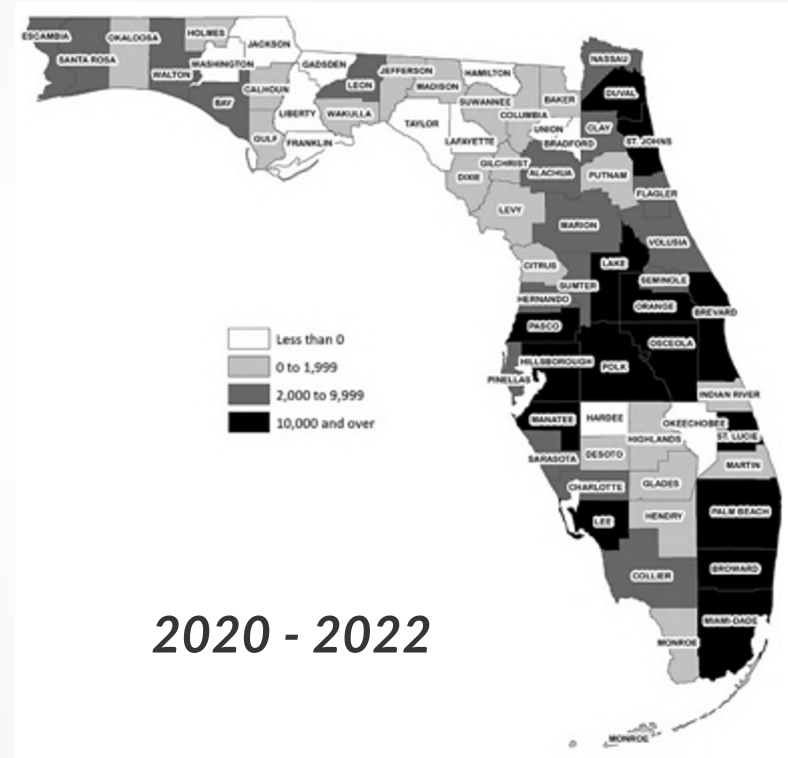 ESCAMBIA
SANTA ROSA
OKALOOSA
WALTON
HOLMES
WASHINGTON
JACKSON
BAY
CALHOUN
GULF
LIBERTY
FRANKLIN
GADSDEN
LEON
WAKULLA
JEFFERSON
MADISON
TAYLOR
HAMILTON
SUWANNEE
LAFAYETTE
COLUMBIA
BAKER
UNION
BRADFORD
NASSAU
DUVAL
CLAY
ST. JOHNS
DIXIE
GILCHRIST
ALACHUA
PUTNAM
FLAGLER
LEVY
MARION
VOLUSIA
CITRUS
SUMTER
LAKE
SEMINOLE
HERNANDO
ORANGE
BREVARD
PASCO
OSCEOLA
HILLSBOROUGH
POLK
PINELLAS
INDIAN RIVER
MANATEE
HARDEE
OKEECHOBEE
HIGHLANDS
ST. LUCIE
SARASOTA
DESOTO
MARTIN
CHARLOTTE
GLADES
LEE
HENDRY
PALM BEACH
COLLIER
BROWARD
MONROE
MIAMI-DADE
MONROE
Less than 0
0 to 1,999
2,000 to 9,999
10,000 and over
2020 - 2022